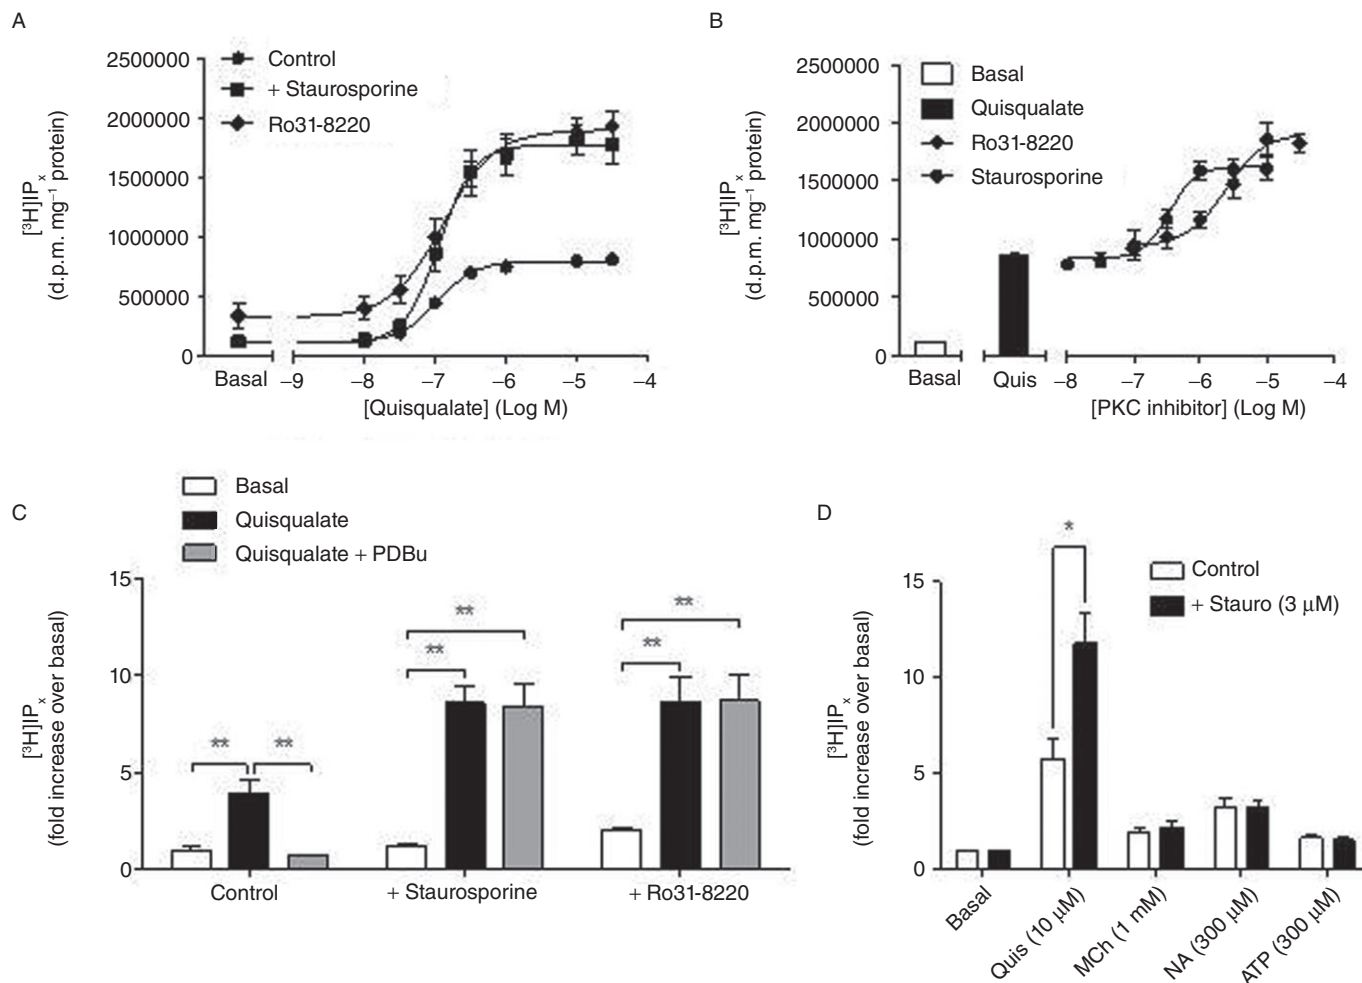 A
2500000
2000000
1500000
1000000
500000
0
[³H]IPₓ
(d.p.m. mg⁻¹ protein)
Control
+ Staurosporine
Ro31-8220
Basal
−9
−8
−7
−6
−5
−4
[Quisqualate] (Log M)
B
2500000
2000000
1500000
1000000
500000
0
[³H]IPₓ
(d.p.m. mg⁻¹ protein)
Basal
Quisqualate
Ro31-8220
Staurosporine
Basal
Quis
−8
−7
−6
−5
−4
[PKC inhibitor] (Log M)
C
Basal
Quisqualate
Quisqualate + PDBu
15
10
5
0
[³H]IPₓ
(fold increase over basal)
**
**
**
**
**
**
Control
+ Staurosporine
+ Ro31-8220
D
15
10
5
0
[³H]IPₓ
(fold increase over basal)
*
Control
+ Stauro (3 µM)
Basal
Quis (10 µM)
MCh (1 mM)
NA (300 µM)
ATP (300 µM)